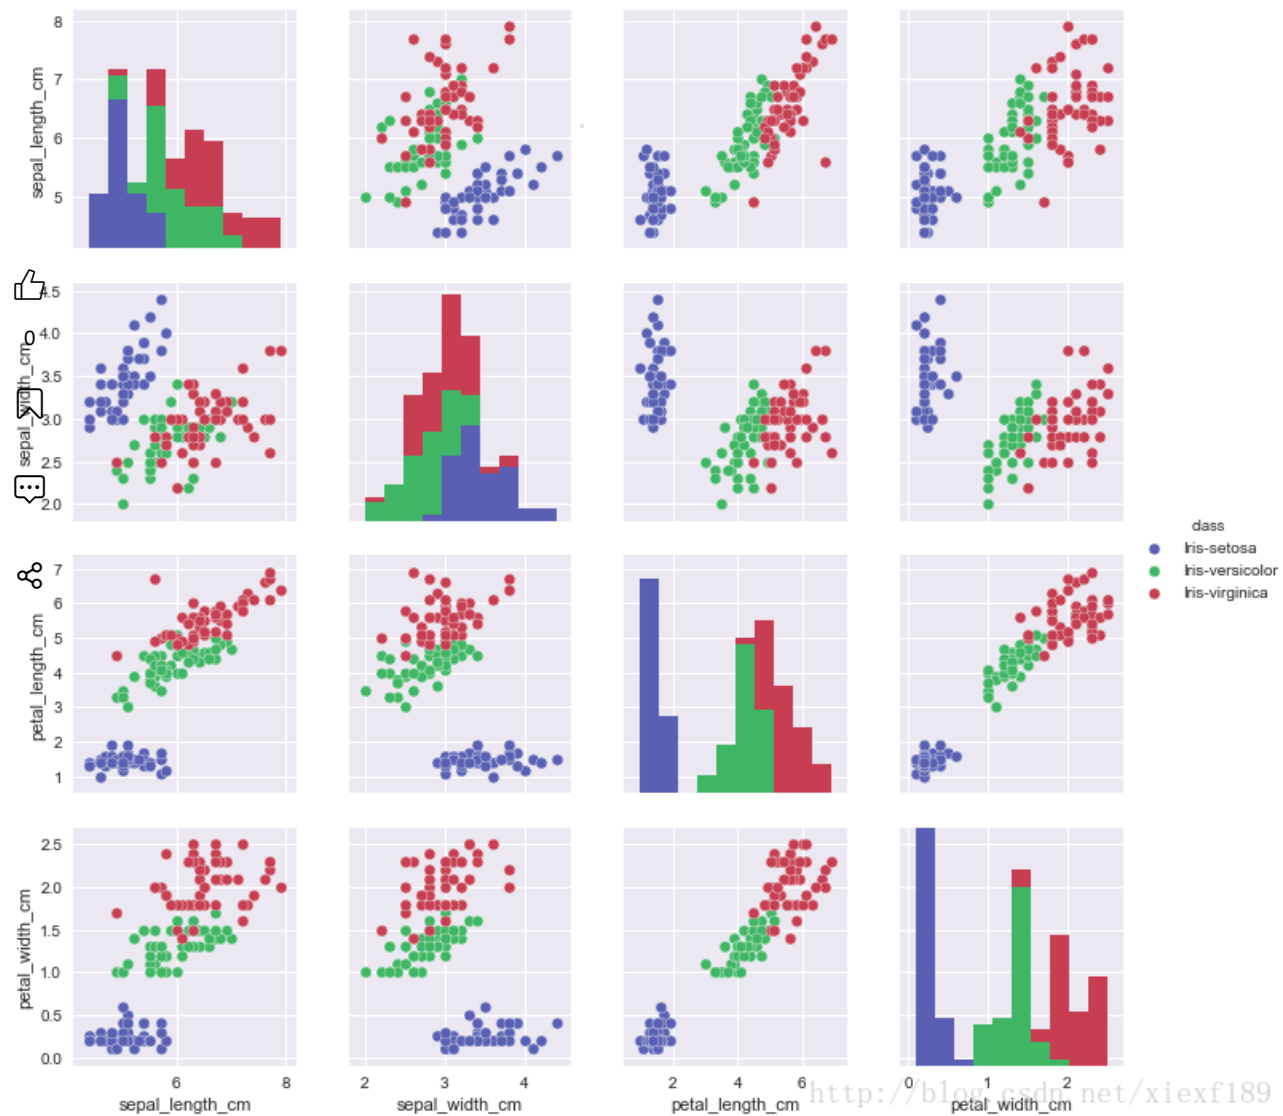 8
7
6
5
sepal_length_cm
4.5
4.0
3.5
3.0
2.5
2.0
sepal_width_cm
7
6
5
4
3
2
1
petal_length_cm
class
Iris-setosa
Iris-versicolor
Iris-virginica
2.5
2.0
1.5
1.0
0.5
0.0
petal_width_cm
6 8
2 3 4
2 4 6
0 1 2
sepal_length_cm
sepal_width_cm
petal_length_cm
petal_width_cm
http://blog.csdn.net/xiexf189